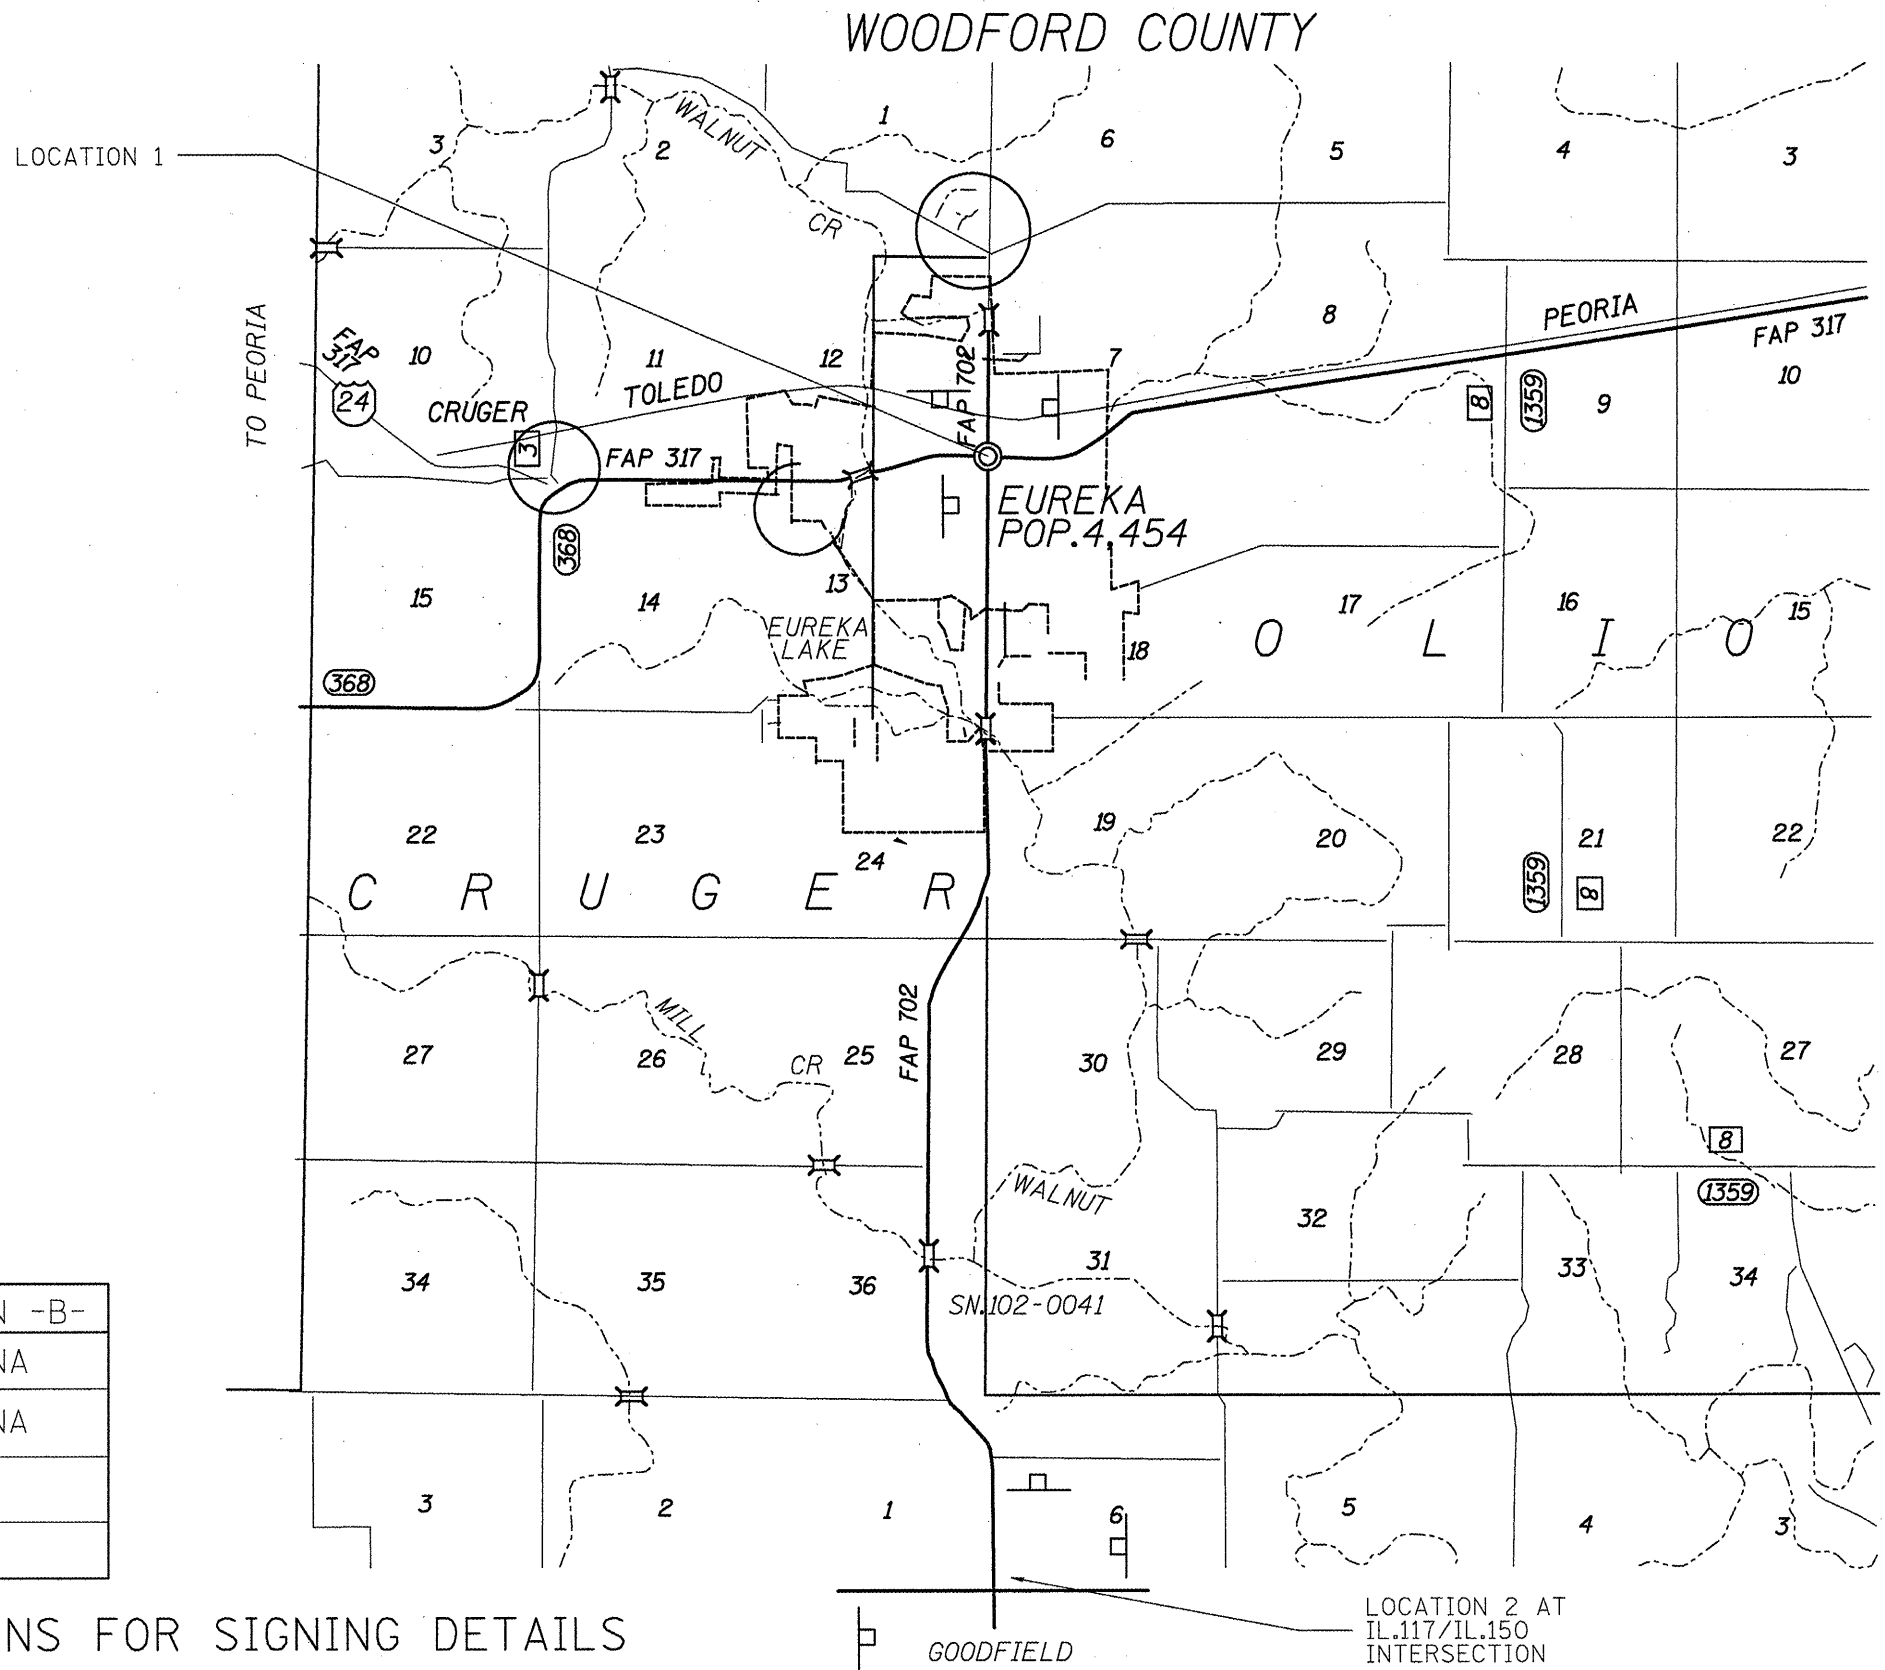 WOODFORD COUNTY
LOCATION 1
3
2
WALNUT
CR
1
6
5
4
3
TO PEORIA
FAP
317
24
10
11
12
FAP 702
7
8
PEORIA
FAP 317
10
CRUGER
TOLEDO
3
FAP 317
8
1359
9
EUREKA
POP.4,454
368
15
14
13
17
16
15
EUREKA
LAKE
18
O L I O
368
22
23
24
19
20
21
22
1359
8
C R U G E R
27
26
MILL
CR
25
FAP 702
30
29
28
27
8
1359
WALNUT
32
34
35
36
31
33
34
SN.102-0041
N -B-
NA
NA
3
2
1
6
5
4
3
LOCATION 2 AT
IL.117/IL.150
INTERSECTION
NS FOR SIGNING DETAILS
GOODFIELD